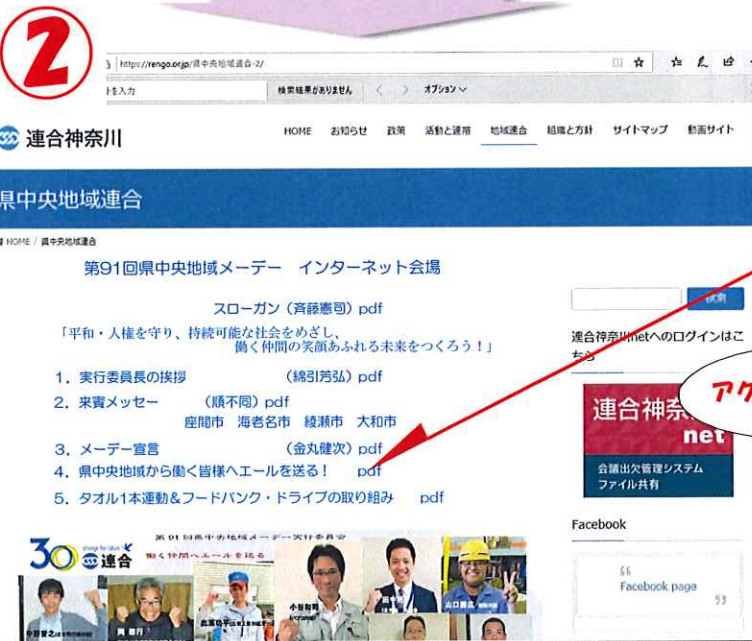 2
https://rengo.or.jp/県中央地域連合-2/
を入力
検索結果がありません
オプション
連合神奈川
HOME お知らせ 政策 活動と連帯 地域連合 組織と方針 サイトマップ 動画サイト
県中央地域連合
HOME / 県中央地域連合
第91回県中央地域メーデー インターネット会場
スローガン(斉藤憲司)pdf
「平和・人権を守り、持続可能な社会をめざし、
働く仲間の笑顔あふれる未来をつくろう!」
1.実行委員長の挨拶 (綿引芳弘)pdf
2.来賓メッセー (順不同)pdf
座間市 海老名市 綾瀬市 大和市
3.メーデー宣言 (金丸健次)pdf
4.県中央地域から働く皆様へエールを送る! pdf
5.タオル1本運動&フードバンク・ドライブの取り組み pdf
検索
連合神奈川netへのログインはこ
ちら
アク
連合神奈
net
会議出欠管理システム
ファイル共有
Facebook
Facebook page
30 連合
第91回県中央地域メーデー実行委員会
働く仲間へエールを送る
小谷和司